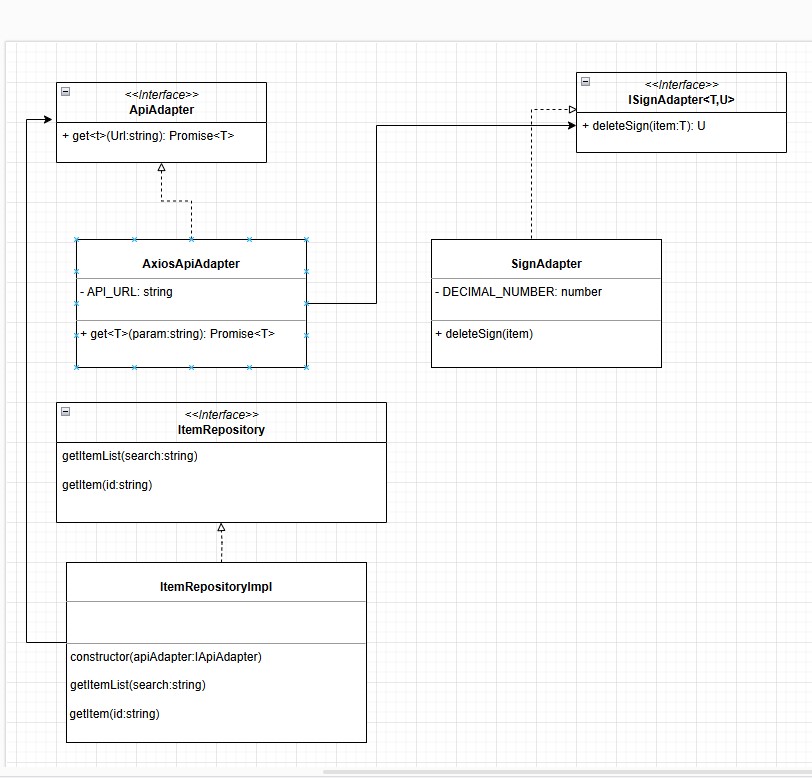 <<Interface>>
ApiAdapter
+ get<t>(Url:string): Promise<T>
<<Interface>>
ISignAdapter<T,U>
+ deleteSign(item:T): U
AxiosApiAdapter
- API_URL: string
+ get<T>(param:string): Promise<T>
SignAdapter
- DECIMAL_NUMBER: number
+ deleteSign(item)
<<Interface>>
ItemRepository
getItemList(search:string)
getItem(id:string)
ItemRepositoryImpl
constructor(apiAdapter:IApiAdapter)
getItemList(search:string)
getItem(id:string)